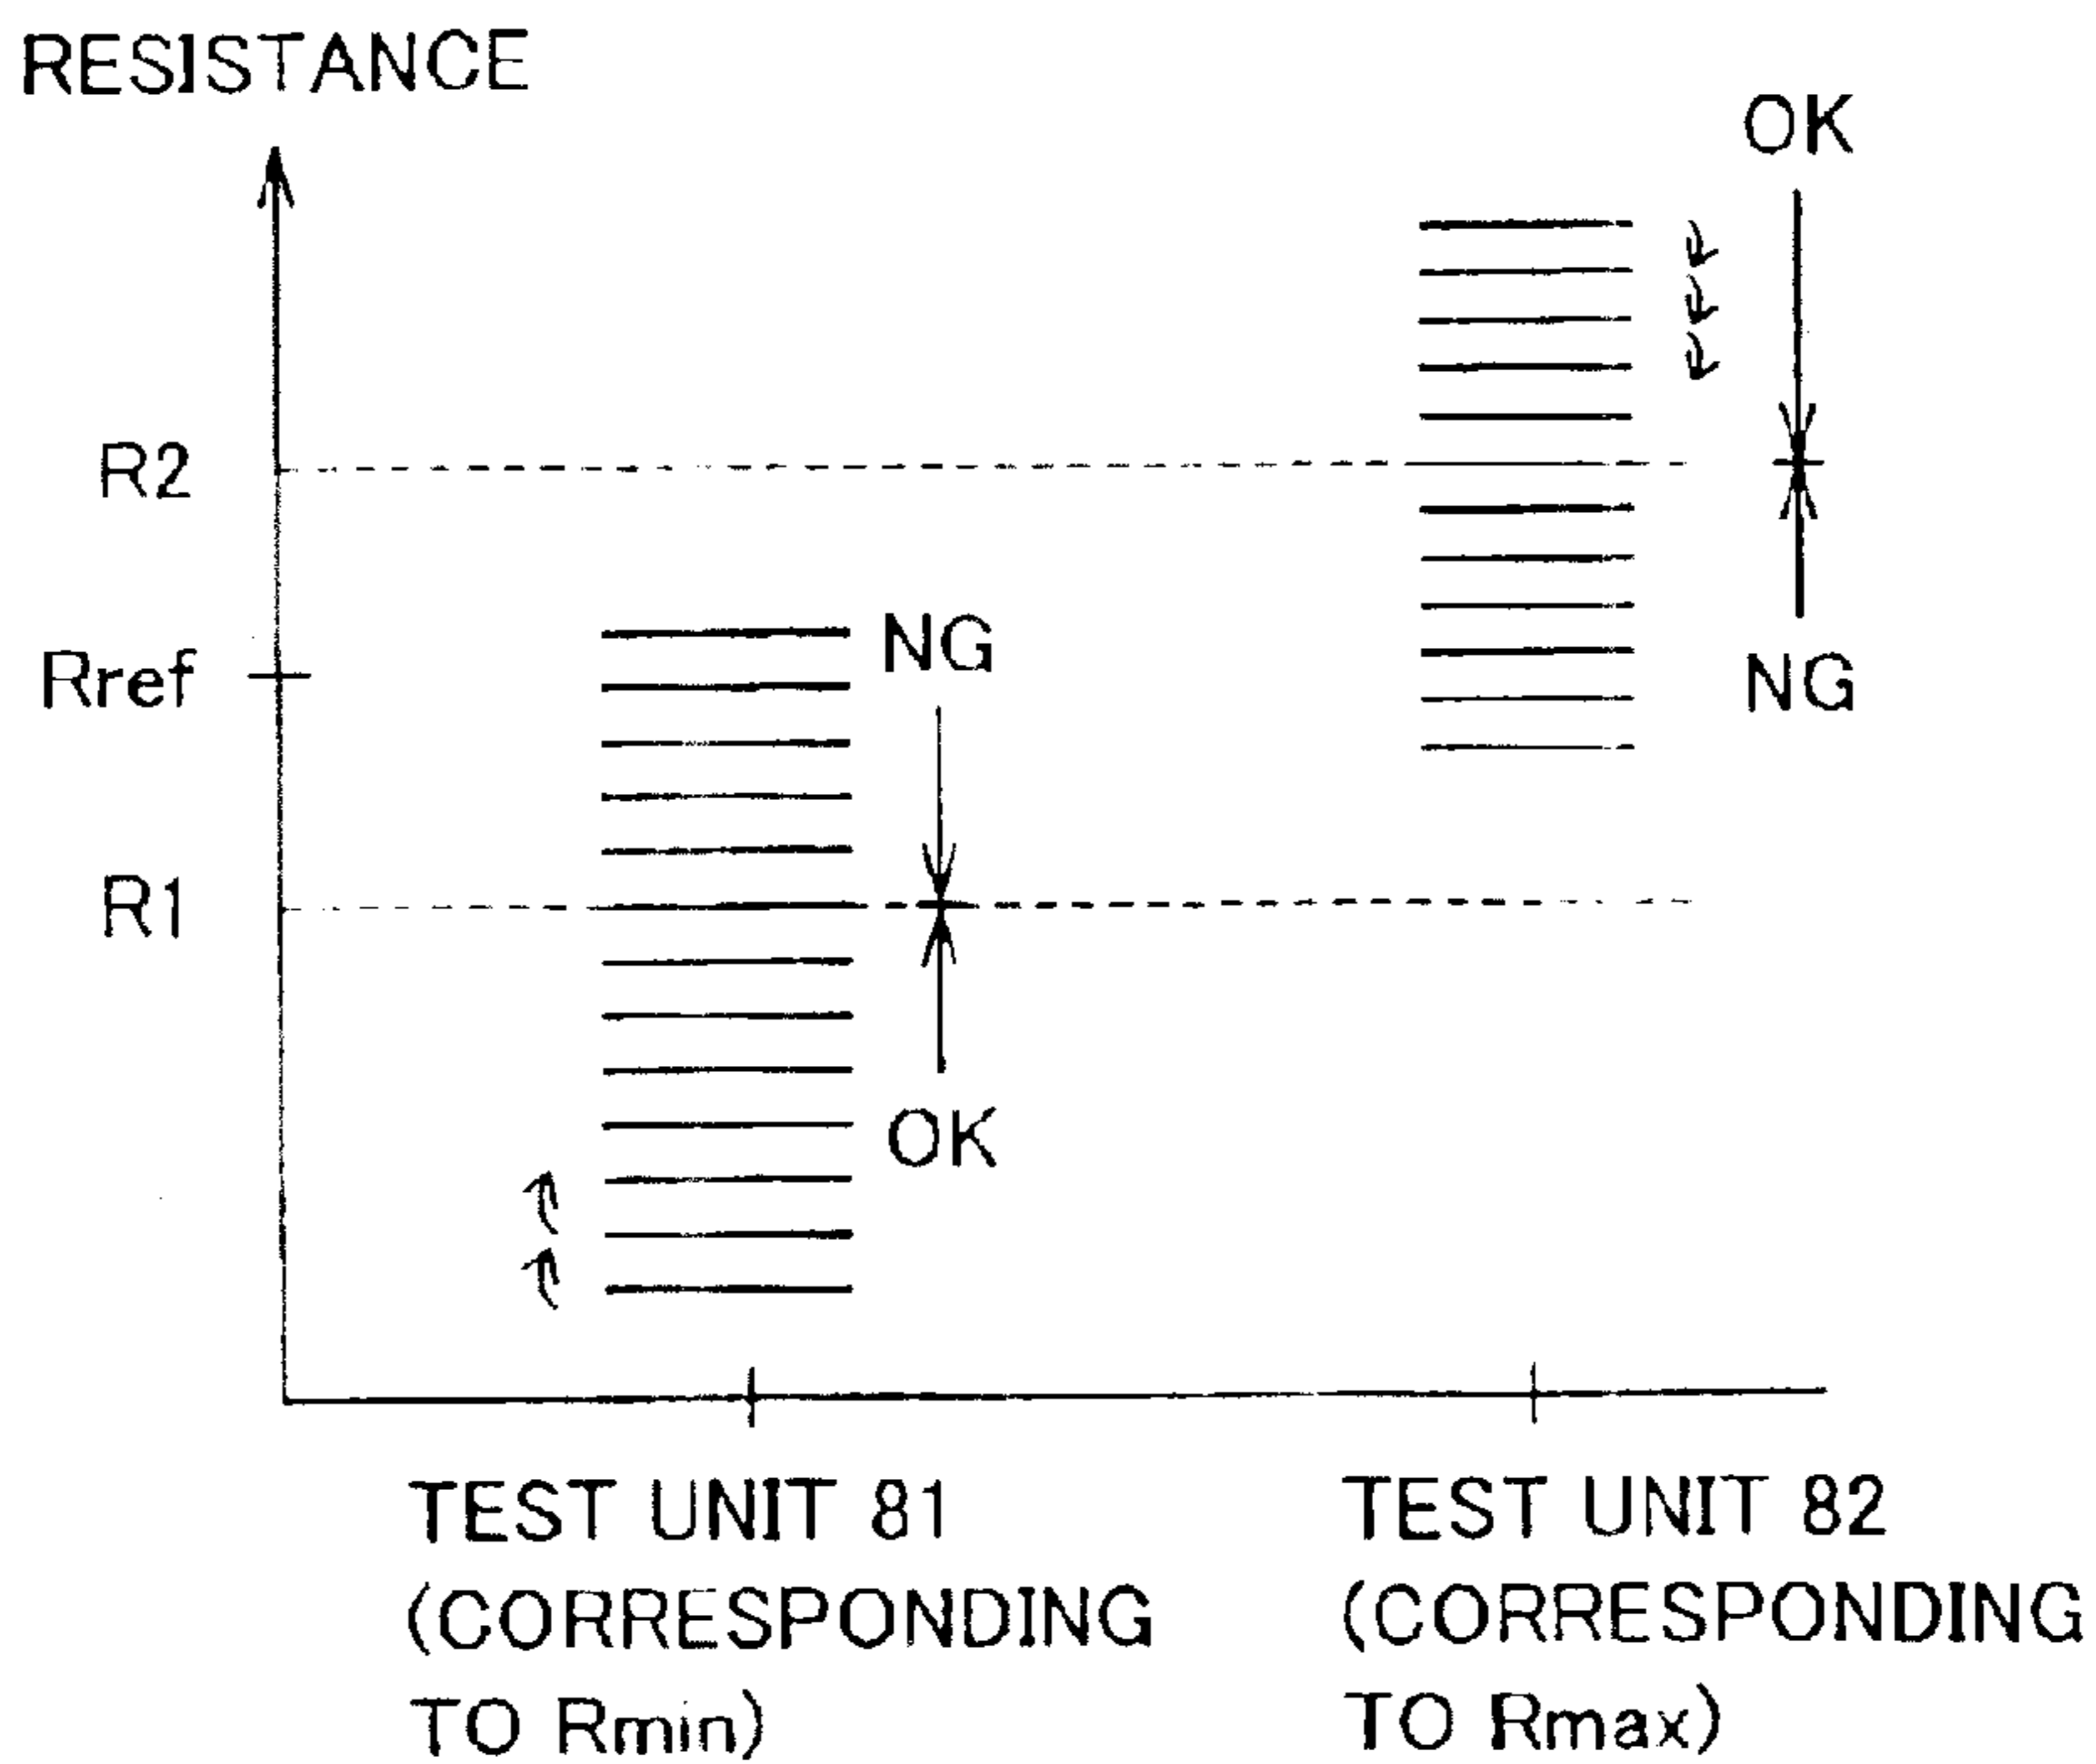 RESISTANCE
OK
R2
NG
Rref
NG
R1
OK
TEST UNIT 81
(CORRESPONDING
TO Rmin)
TEST UNIT 82
(CORRESPONDING
TO Rmax)